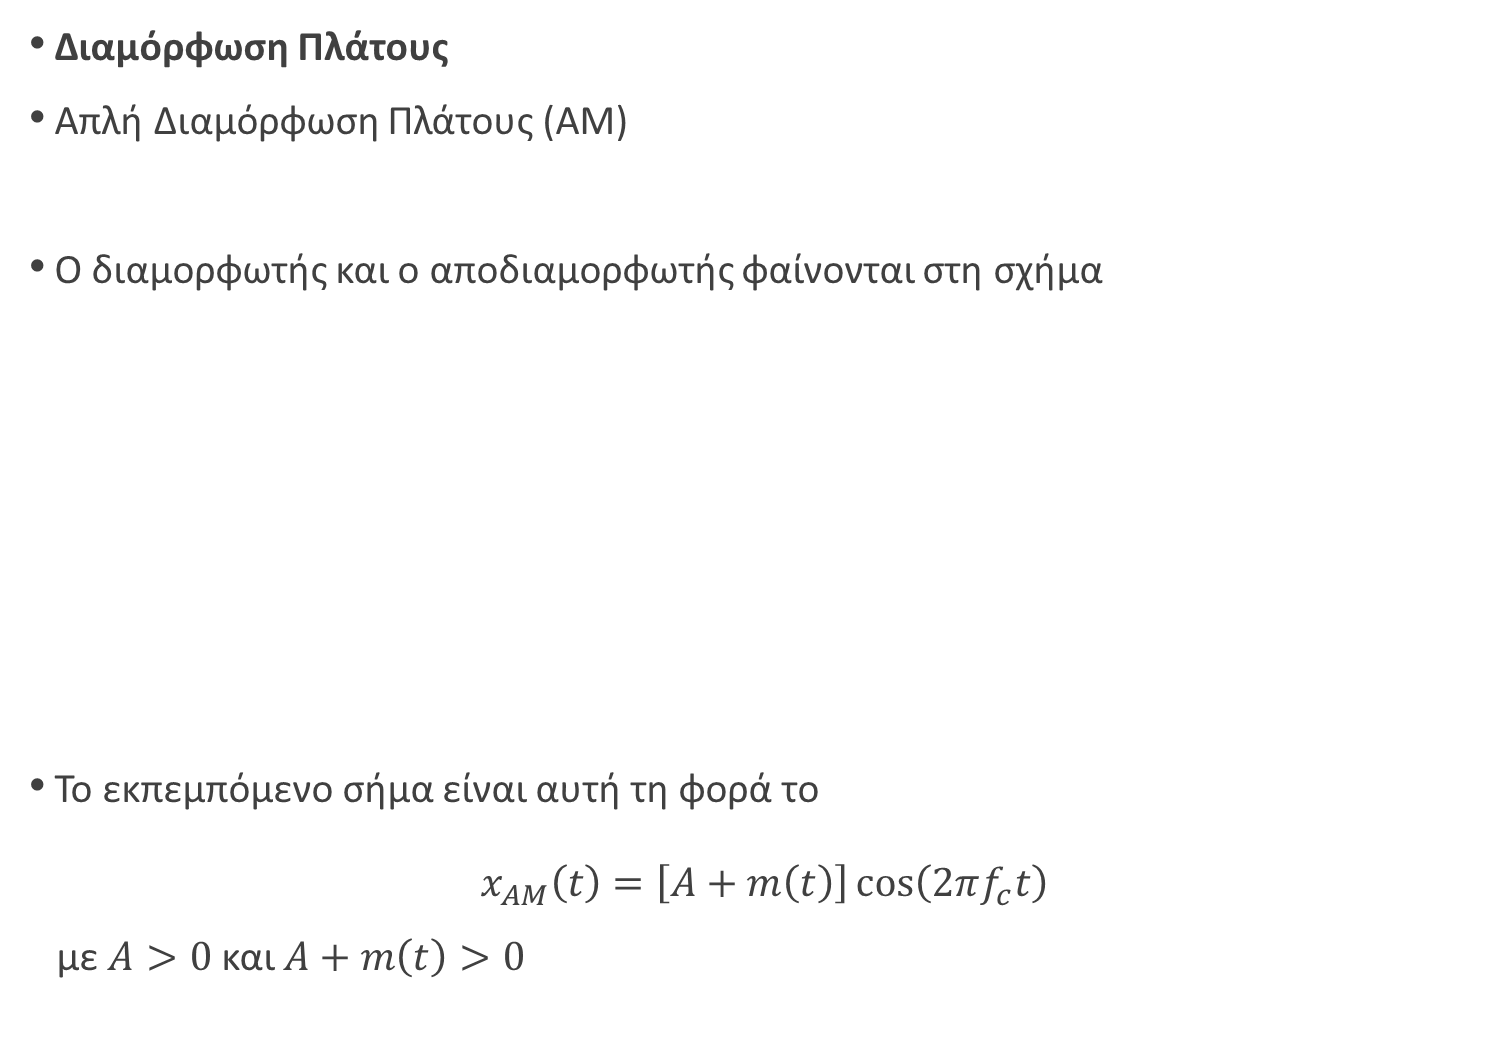 • Διαμόρφωση Πλάτους
• Απλή Διαμόρφωση Πλάτους (AM)
• Ο διαμορφωτής και ο αποδιαμορφωτής φαίνονται στη σχήμα
• Το εκπεμπόμενο σήμα είναι αυτή τη φορά το
x_{AM}(t) = [A + m(t)] cos(2πf_c t)
με A > 0 και A + m(t) > 0